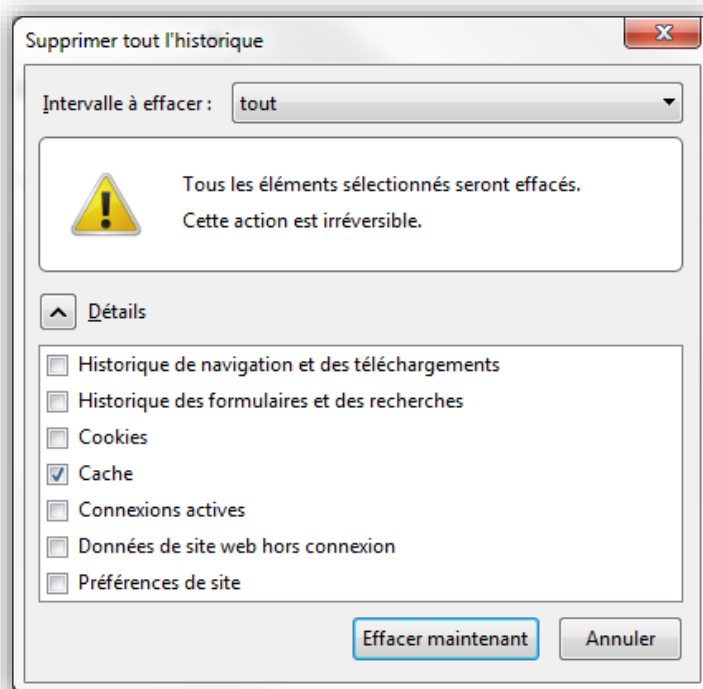 Supprimer tout l'historique
Intervalle à effacer : tout
Tous les éléments sélectionnés seront effacés.
Cette action est irréversible.
Détails
Historique de navigation et des téléchargements
Historique des formulaires et des recherches
Cookies
Cache
Connexions actives
Données de site web hors connexion
Préférences de site
Effacer maintenant Annuler